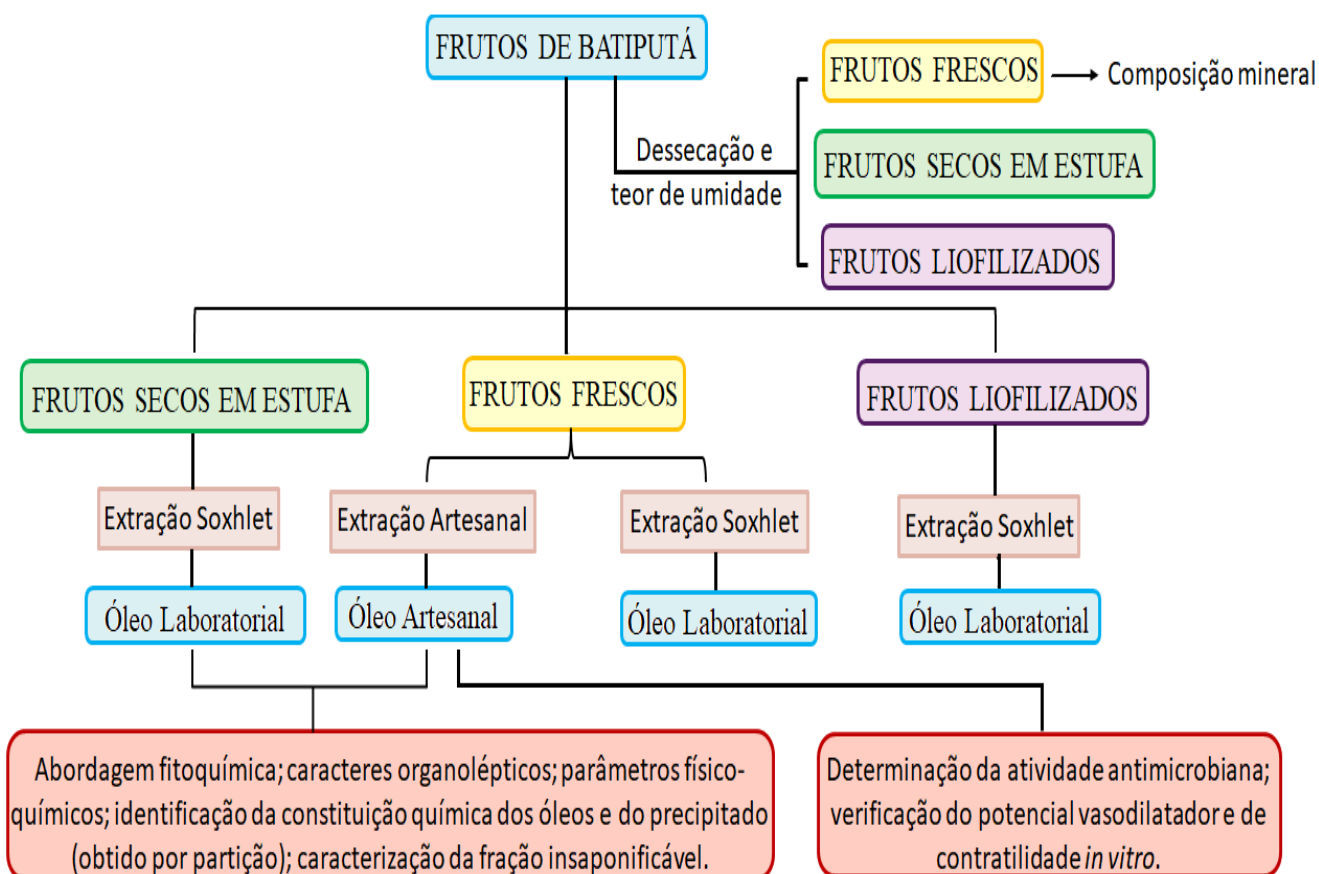 FRUTOS DE BATIPUTÁ
FRUTOS FRESCOS
Composição mineral
Dessecação e
teor de umidade
FRUTOS SECOS EM ESTUFA
FRUTOS LIOFILIZADOS
FRUTOS SECOS EM ESTUFA
FRUTOS FRESCOS
FRUTOS LIOFILIZADOS
Extração Soxhlet
Extração Artesanal
Extração Soxhlet
Extração Soxhlet
Óleo Laboratorial
Óleo Artesanal
Óleo Laboratorial
Óleo Laboratorial
Abordagem fitoquímica; caracteres organolépticos; parâmetros físico-
químicos; identificação da constituição química dos óleos e do precipitado
(obtido por partição); caracterização da fração insaponificável.
Determinação da atividade antimicrobiana;
verificação do potencial vasodilatador e de
contratilidade in vitro.